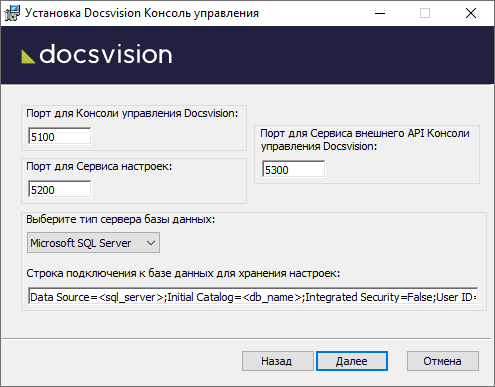 Установка Docsvision Консоль управления
docsvision
Порт для Консоли управления Docsvision:
5100
Порт для Сервиса внешнего API Консоли
управления Docsvision:
5300
Порт для Сервиса настроек:
5200
Выберите тип сервера базы данных:
Microsoft SQL Server
Строка подключения к базе данных для хранения настроек:
Data Source=<sql_server>;Initial Catalog=<db_name>;Integrated Security=False;User ID=
Назад
Далее
Отмена